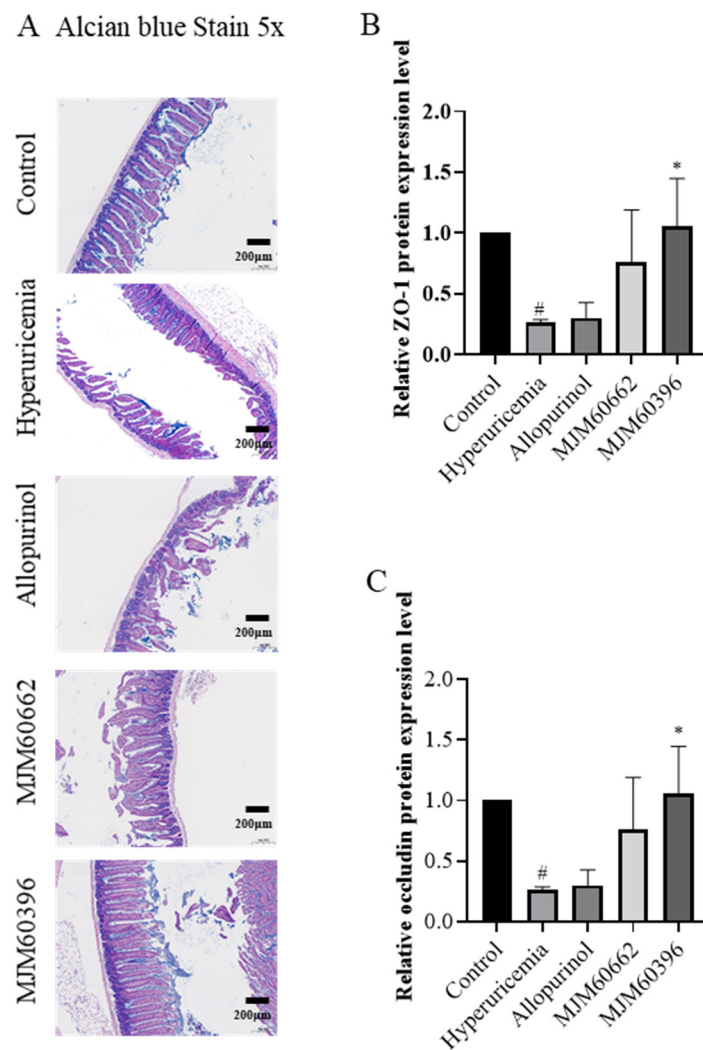 A Alcian blue Stain 5x
Control
200μm
Hyperuricemia
200μm
Allopurinol
200μm
MJM60662
200μm
MJM60396
200μm
B
Relative ZO-1 protein expression level
2.0
1.5
1.0
0.5
0.0
#
*
Control
Hyperuricemia
Allopurinol
MJM60662
MJM60396
C
Relative occludin protein expression level
2.0
1.5
1.0
0.5
0.0
#
*
Control
Hyperuricemia
Allopurinol
MJM60662
MJM60396